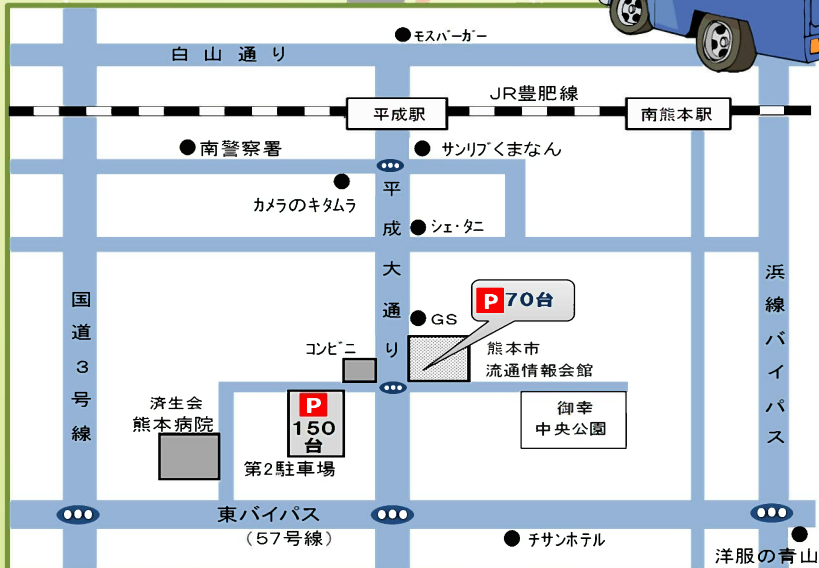 モスバーガー
白山通り
JR豊肥線
平成駅
南熊本駅
南警察署
サンリブくまなん
カメラのキタムラ
平成大通り
シェ・タニ
国道3号線
浜線バイパス
P 70台
GS
コンビニ
熊本市
流通情報会館
済生会
熊本病院
P
150
台
第2駐車場
御幸
中央公園
東バイパス
(57号線)
チサンホテル
洋服の青山